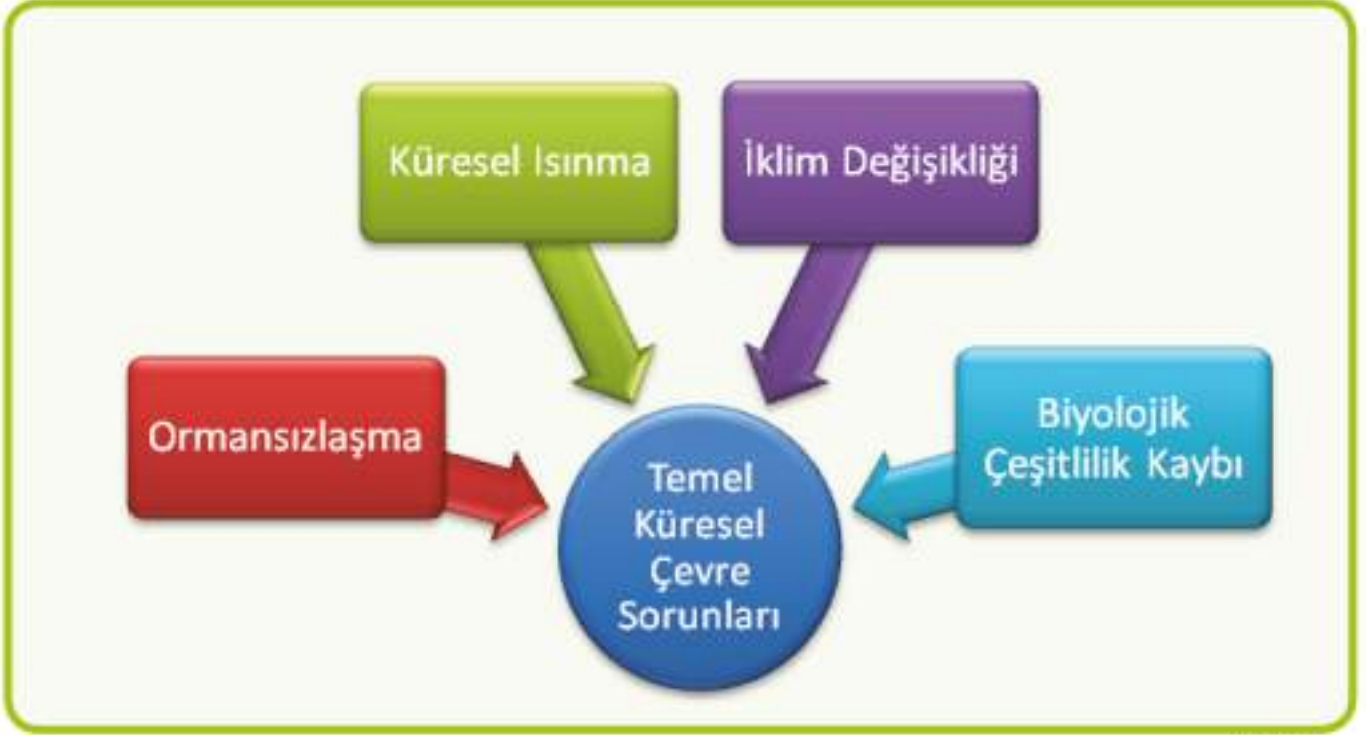 Küresel Isınma
İklim Değişikliği
Ormansızlaşma
Biyolojik
Çeşitlilik Kaybı
Temel
Küresel
Çevre
Sorunları